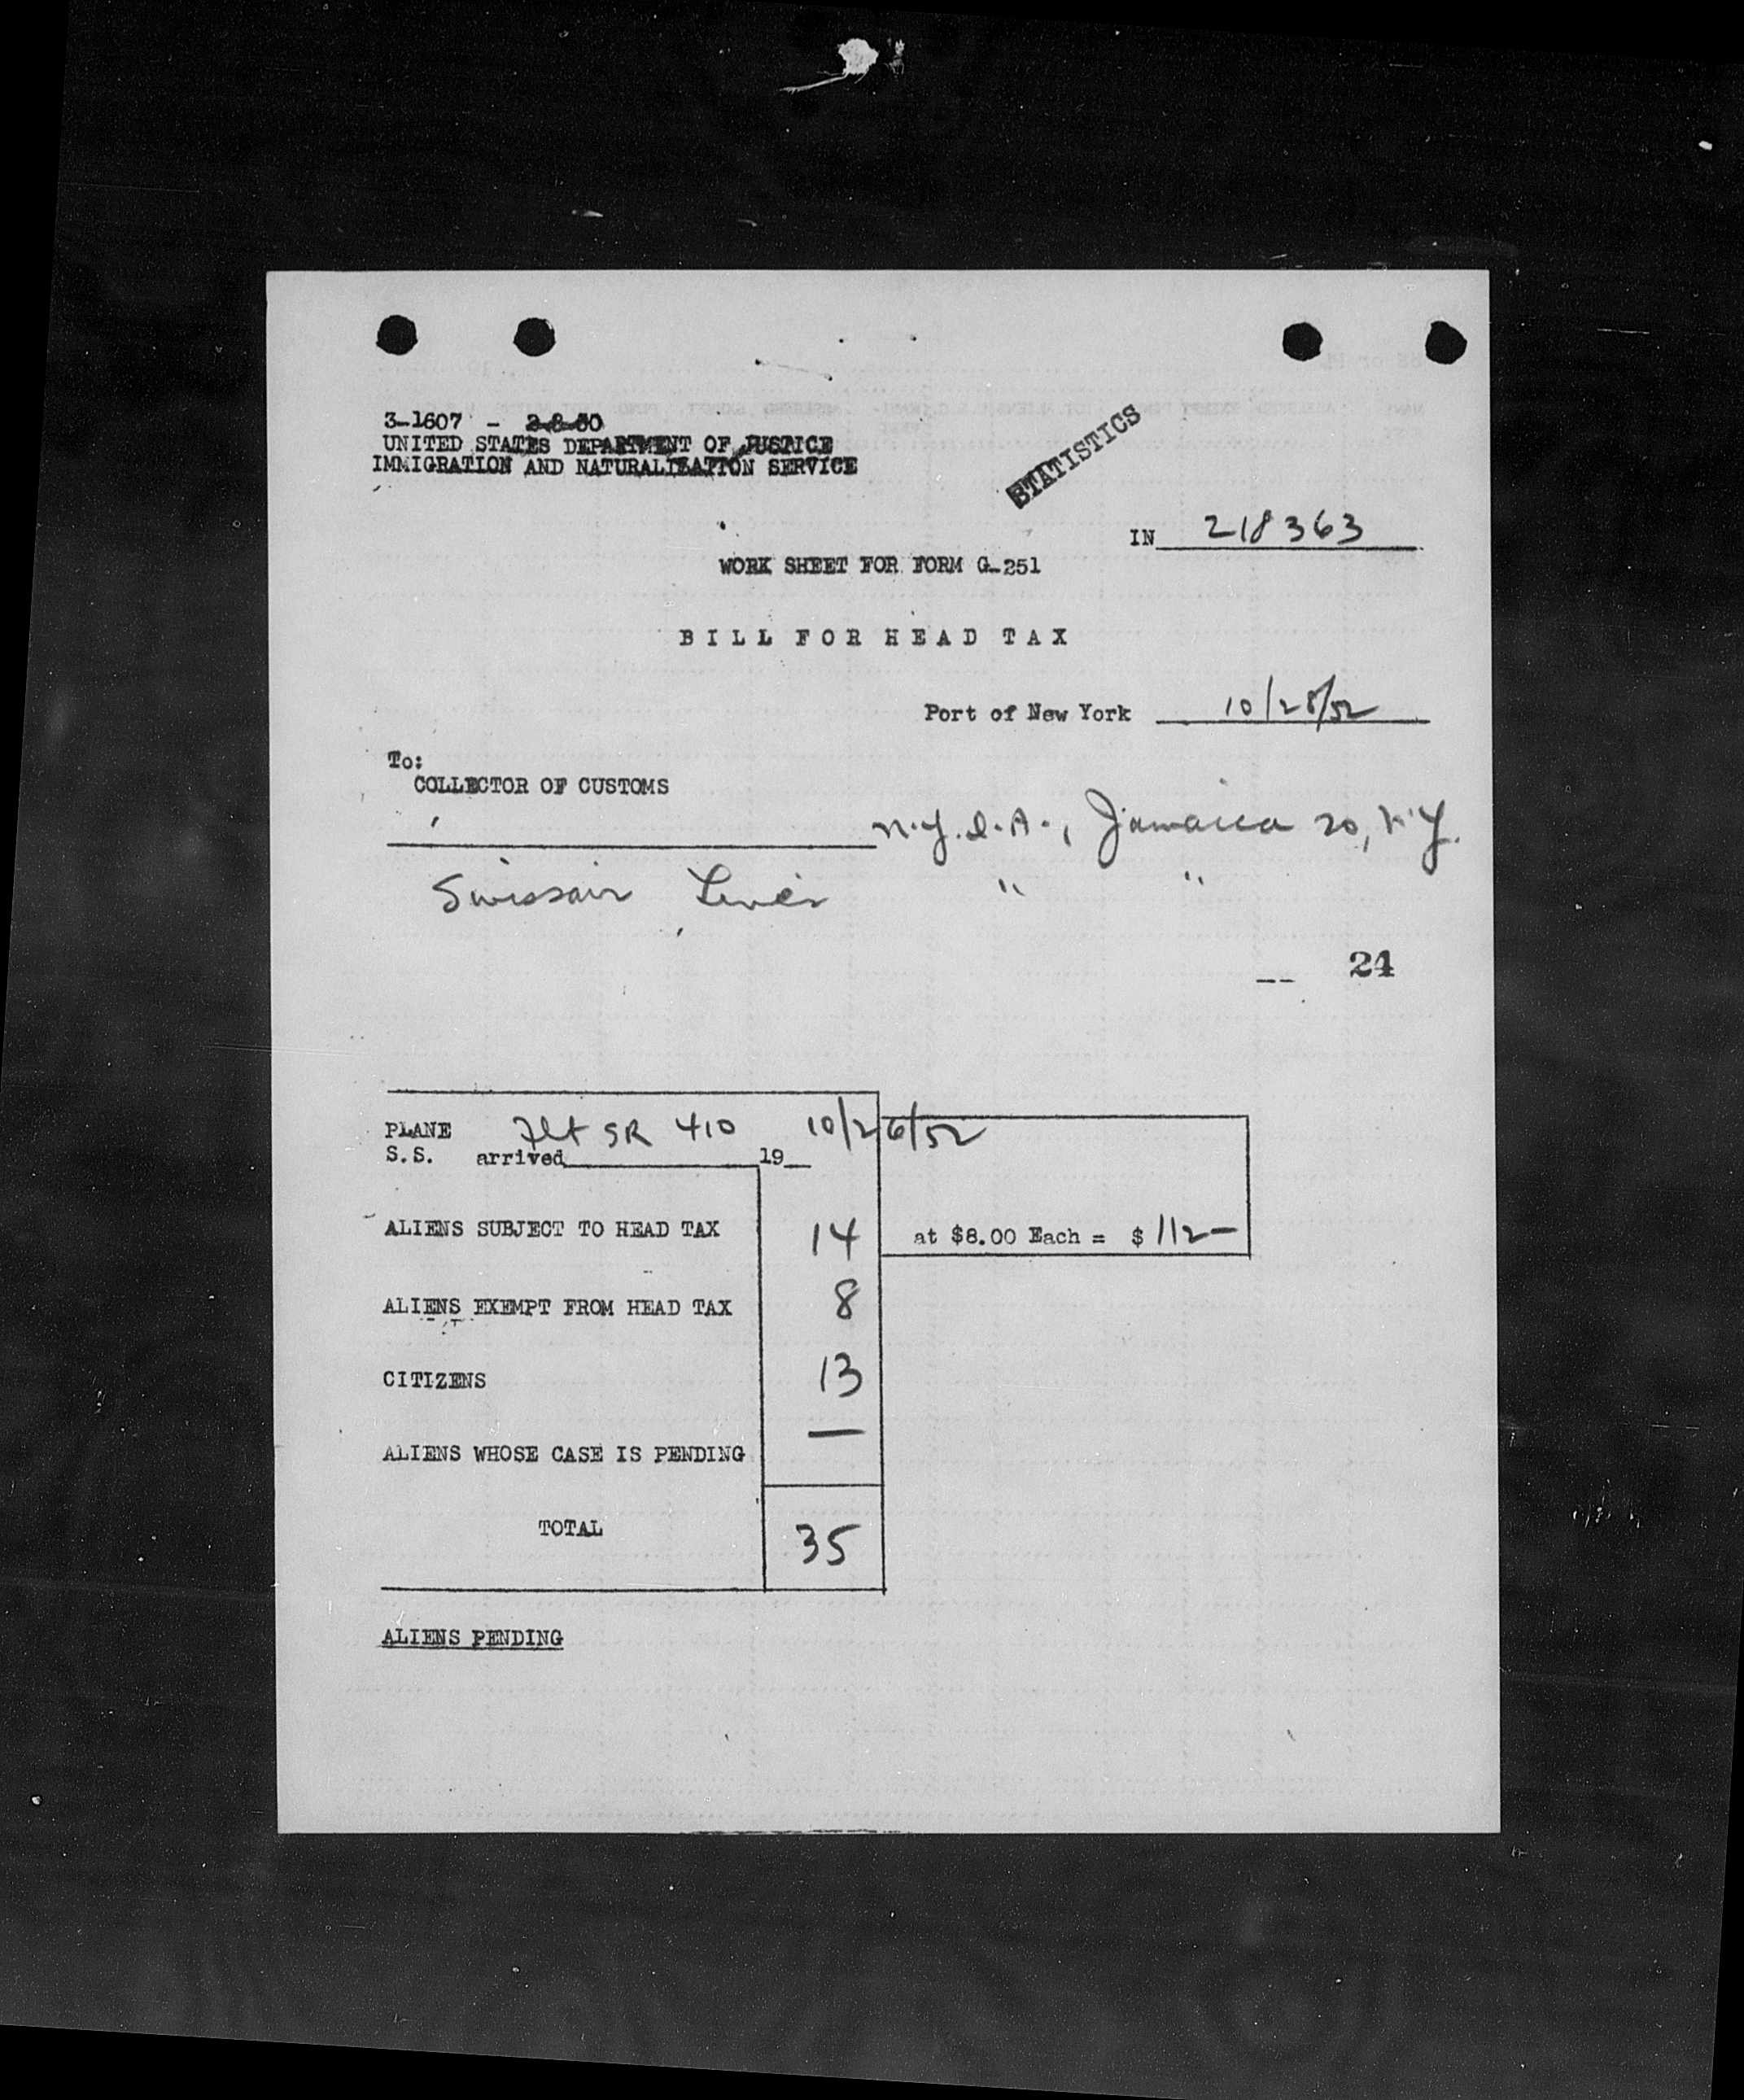 3-1607 - 2-8-50
UNITED STATES DEPARTMENT OF JUSTICE
IMMIGRATION AND NATURALIZATION SERVICE
STATISTICS
IN 218363
WORK SHEET FOR FORM G-251
BILL FOR HEAD TAX
Port of New York 10/28/52
To:
COLLECTOR OF CUSTOMS
N.Y.I.A., Jamaica 20, N.Y.
Swissair " "
-- 24
PLANE Flt SR 410 10/26/52
S.S. arrived 19
ALIENS SUBJECT TO HEAD TAX 14 at $8.00 Each = $ 112—
ALIENS EXEMPT FROM HEAD TAX 8
CITIZENS 13
ALIENS WHOSE CASE IS PENDING —
TOTAL 35
ALIENS PENDING